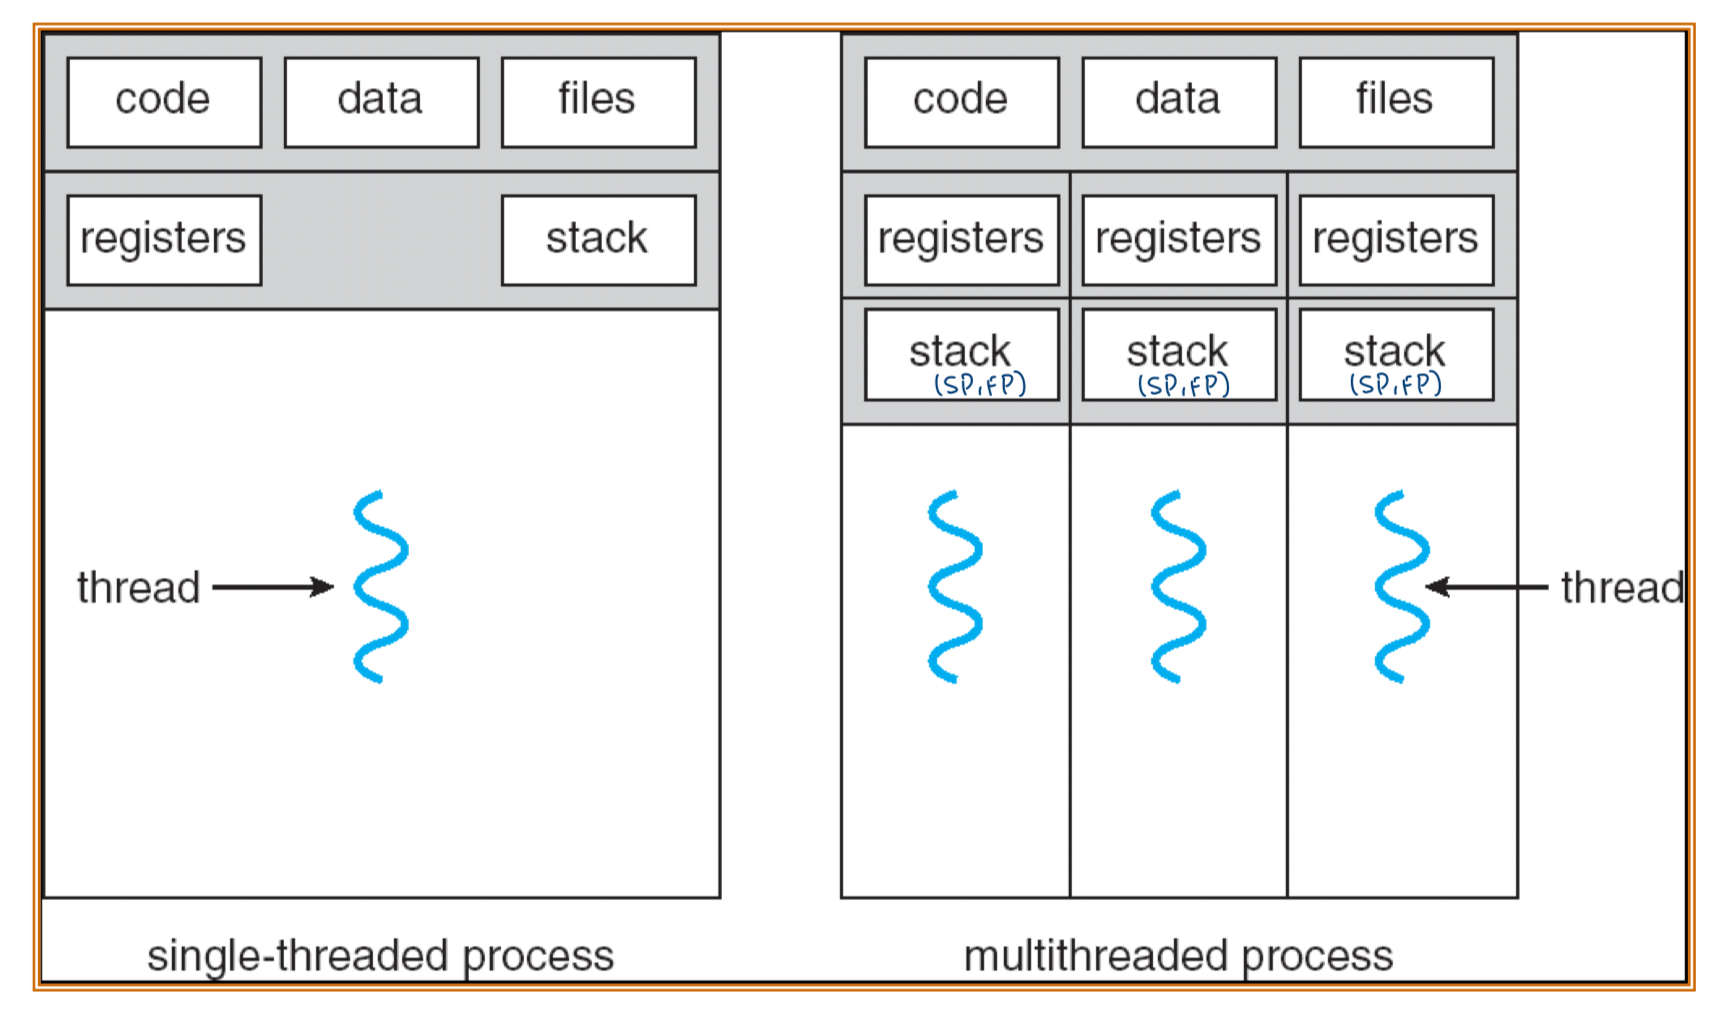 code data files
registers stack
thread
single-threaded process
code data files
registers registers registers
stack stack stack
(SP,FP) (SP,FP) (SP,FP)
thread
multithreaded process